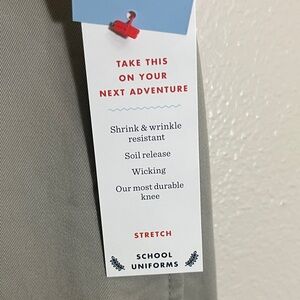 TAKE THIS
ON YOUR
NEXT ADVENTURE
Shrink & wrinkle
resistant
Soil release
Wicking
Our most durable
knee
STRETCH
SCHOOL
UNIFORMS